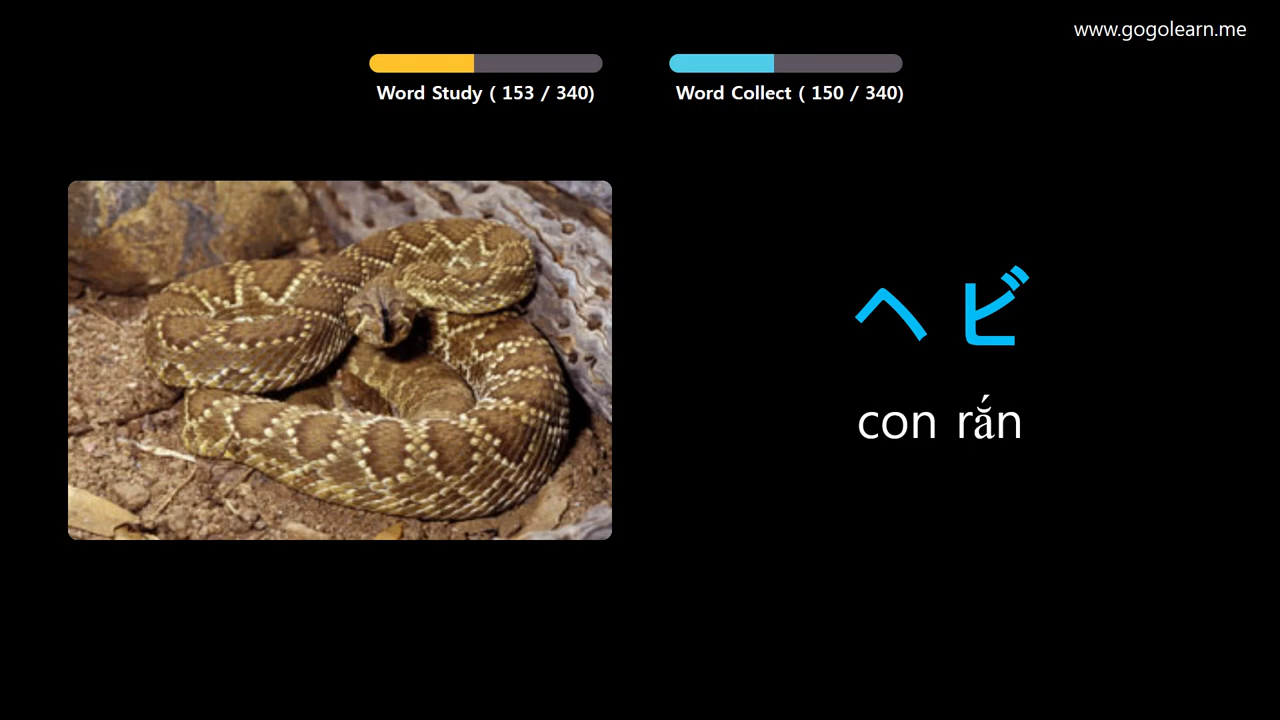 www.gogolearn.me
Word Study ( 153 / 340)
Word Collect ( 150 / 340)
ヘビ
con rắn